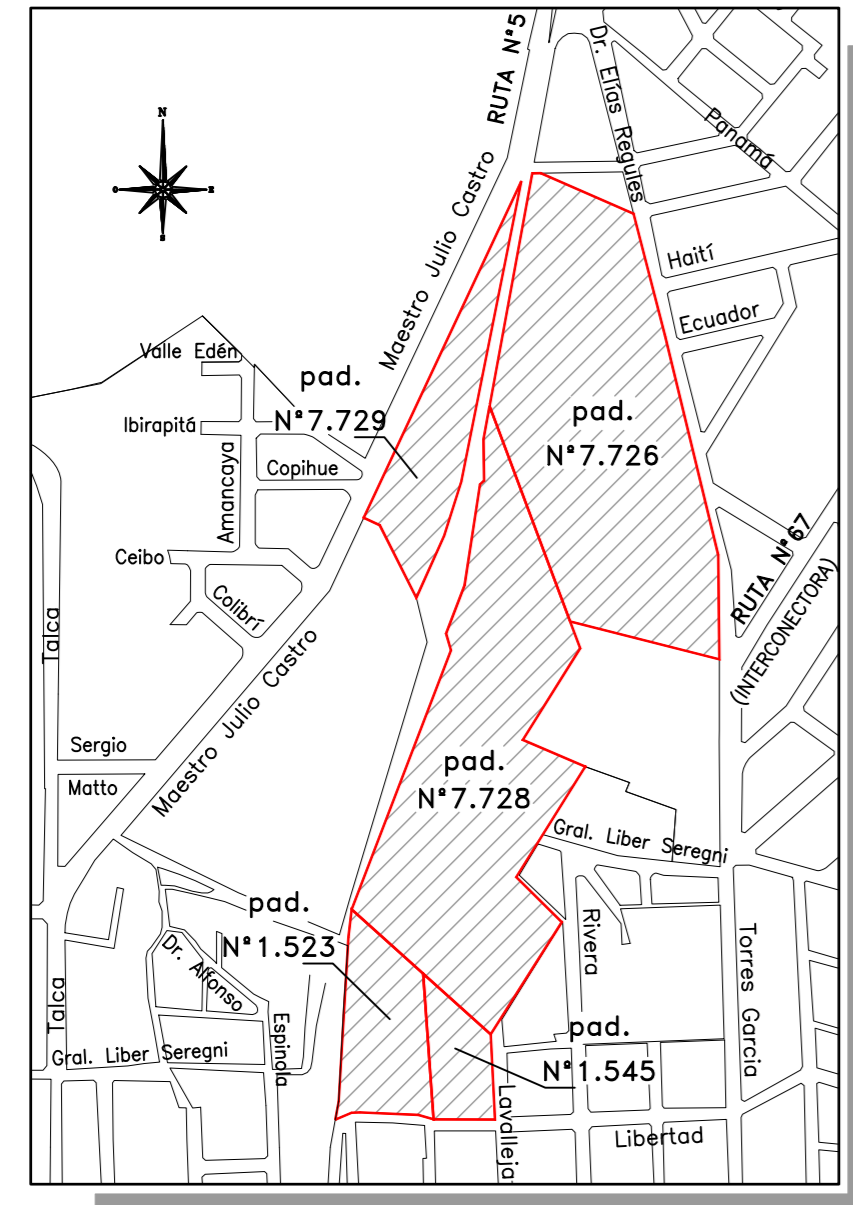 RUTA Nº5
Dr. Elías Regules
Panamá
N
O
E
S
Maestro Julio Castro
Haití
Ecuador
Valle Edén
pad.
Nº7.729
Ibirapitá
Amancaya
Copihue
pad.
Nº7.726
RUTA Nº67
(INTERCONECTORA)
Ceibo
Colibrí
Talca
Maestro Julio Castro
Sergio
Matto
pad.
Nº7.728
Gral. Liber Seregni
pad.
Nº1.523
Rivera
Dr. Alfonso
Espinola
Torres Garcia
Talca
Gral. Liber Seregni
pad.
Nº1.545
Lavalleja
Libertad